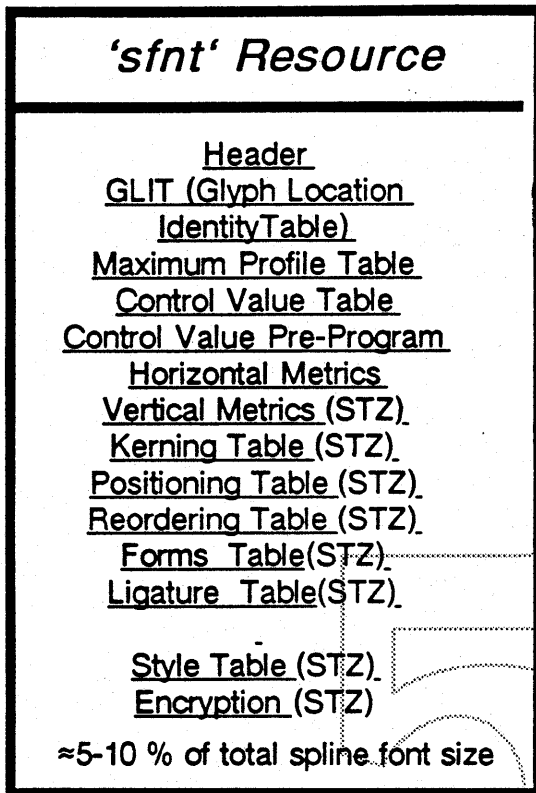 ‘sfnt‘ Resource
Header
GLIT (Glyph Location
IdentityTable)
Maximum Profile Table
Control Value Table
Control Value Pre-Program
Horizontal Metrics
Vertical Metrics (STZ)
Kerning Table (STZ)
Positioning Table (STZ)
Reordering Table (STZ)
Forms Table(STZ)
Ligature Table(STZ)
Style Table (STZ)
Encryption (STZ)
≈5-10 % of total spline font size